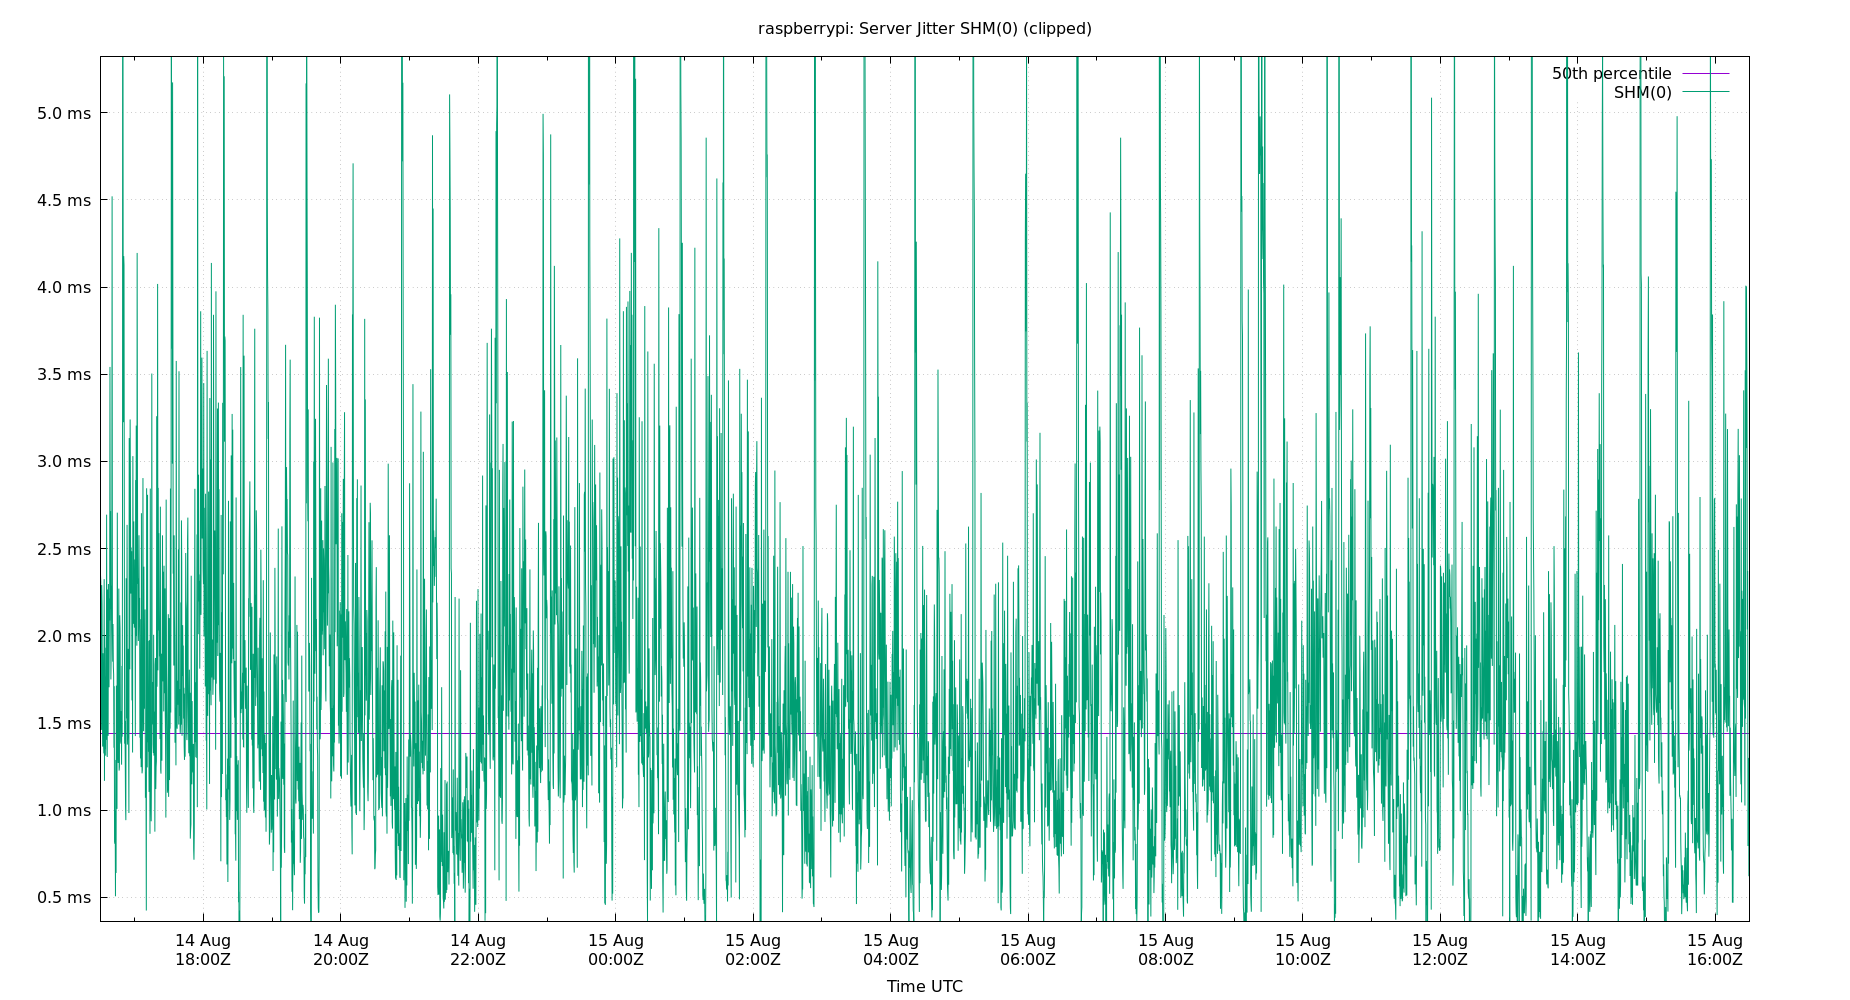 raspberrypi: Server Jitter SHM(0) (clipped)
50th percentile
SHM(0)
5.0 ms
4.5 ms
4.0 ms
3.5 ms
3.0 ms
2.5 ms
2.0 ms
1.5 ms
1.0 ms
0.5 ms
14 Aug 14 Aug 14 Aug 15 Aug 15 Aug 15 Aug 15 Aug 15 Aug 15 Aug 15 Aug 15 Aug 15 Aug
18:00Z 20:00Z 22:00Z 00:00Z 02:00Z 04:00Z 06:00Z 08:00Z 10:00Z 12:00Z 14:00Z 16:00Z
Time UTC